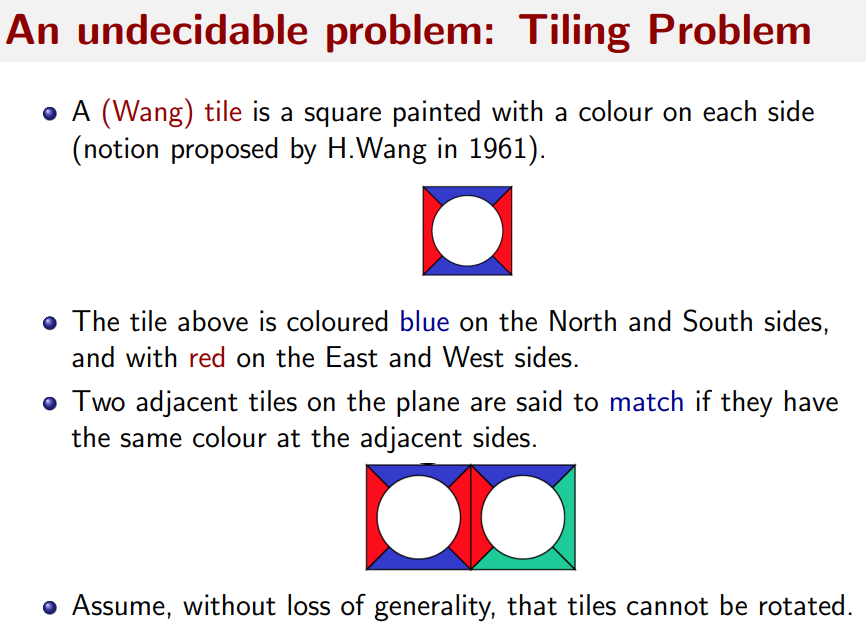 An undecidable problem: Tiling Problem
A (Wang) tile is a square painted with a colour on each side
(notion proposed by H.Wang in 1961).
The tile above is coloured blue on the North and South sides,
and with red on the East and West sides.
Two adjacent tiles on the plane are said to match if they have
the same colour at the adjacent sides.
Assume, without loss of generality, that tiles cannot be rotated.